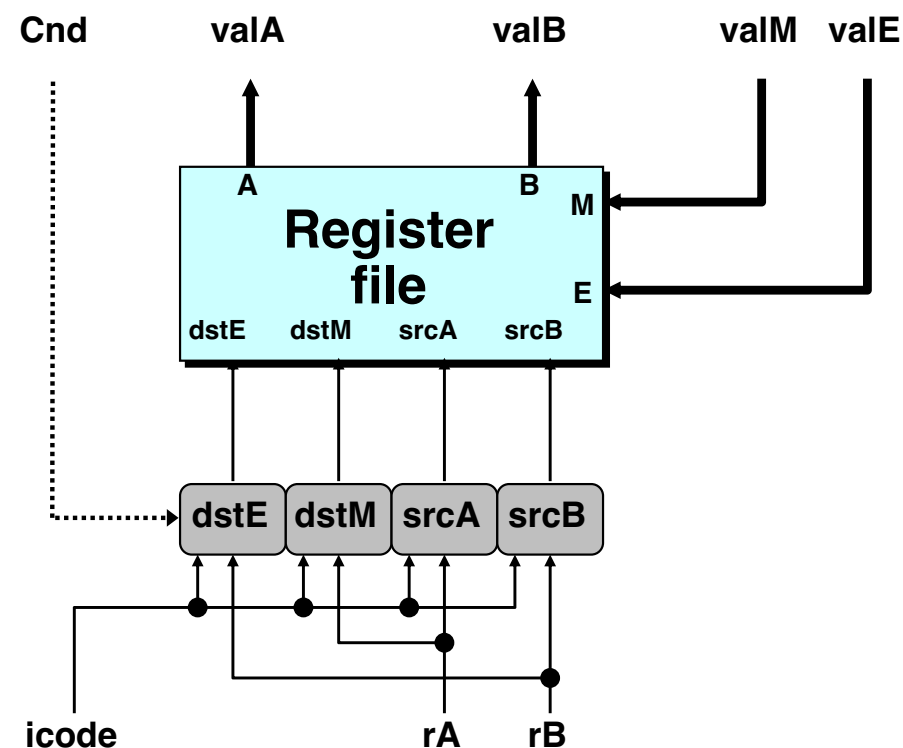 Cnd valA valB valM valE
A B
M
Register
file
E
dstE dstM srcA srcB
dstE dstM srcA srcB
icode rA rB